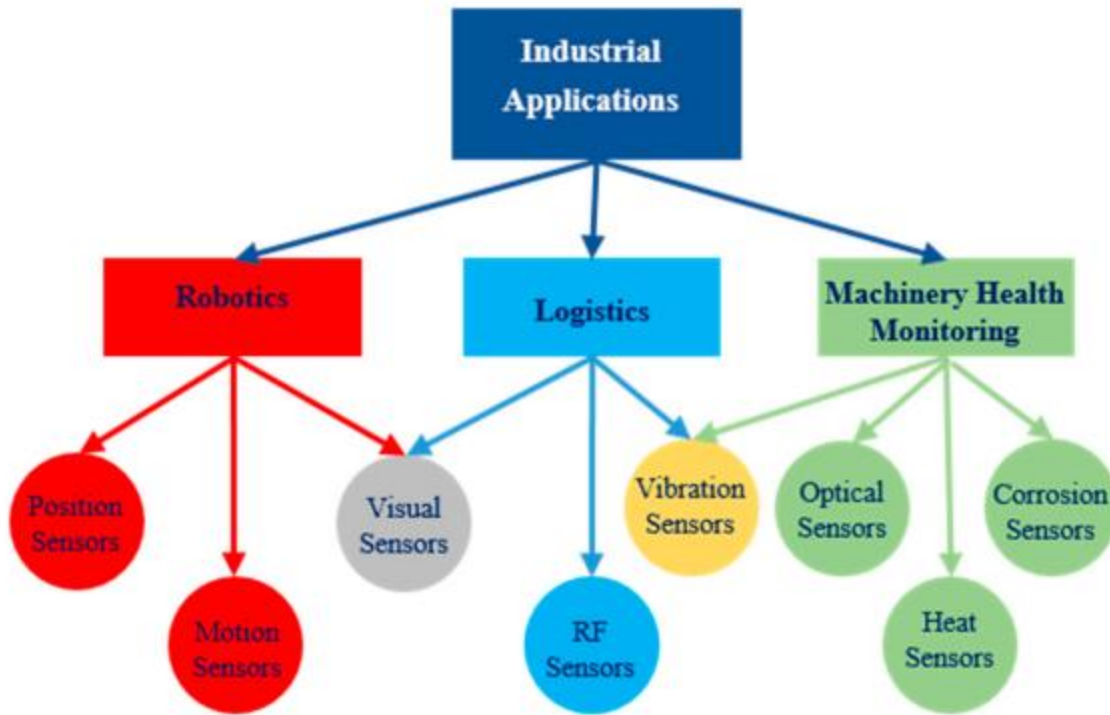 Industrial
Applications
Robotics
Logistics
Machinery Health
Monitoring
Position
Sensors
Visual
Sensors
Vibration
Sensors
Optical
Sensors
Corrosion
Sensors
Motion
Sensors
RF
Sensors
Heat
Sensors